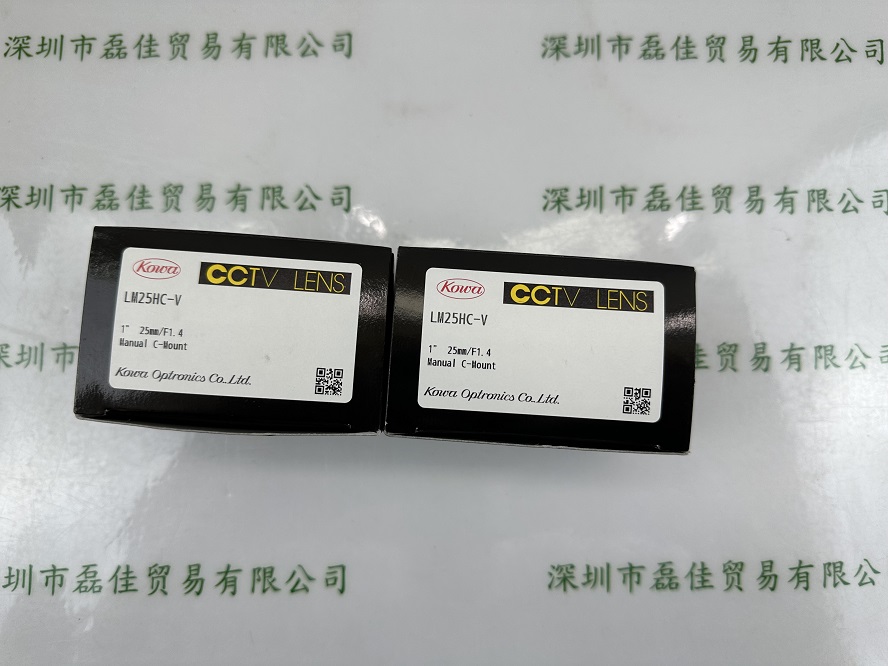 深圳市磊佳贸易有限公司
深圳市磊佳贸易有限公司
深圳市磊佳贸易有限公司
深圳市磊佳贸易有限公司
Kowa CCTV LENS
LM25HC-V
1" 25mm/F1.4
Manual C-Mount
Kowa Optronics Co.,Ltd.
Kowa CCTV LENS
LM25HC-V
1" 25mm/F1.4
Manual C-Mount
Kowa Optronics Co.,Ltd.
深圳市
易有限公司
圳市磊佳贸易有限公司
深圳市磊佳贸易有限公司